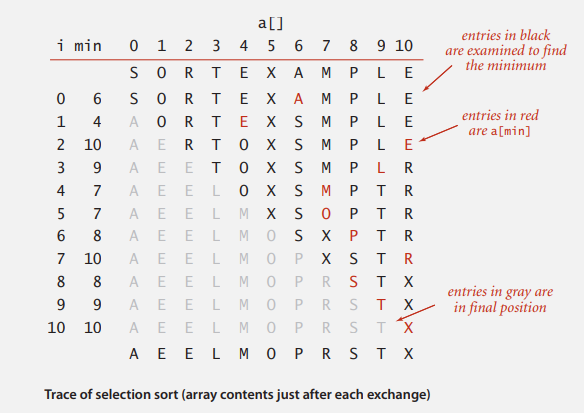 a[]
i min 0 1 2 3 4 5 6 7 8 9 10
S O R T E X A M P L E
0 6 S O R T E X A M P L E
1 4 A O R T E X S M P L E
2 10 A E R T O X S M P L E
3 9 A E E T O X S M P L R
4 7 A E E L O X S M P T R
5 7 A E E L M X S O P T R
6 8 A E E L M O S X P T R
7 10 A E E L M O P X S T R
8 8 A E E L M O P R S T X
9 9 A E E L M O P R S T X
10 10 A E E L M O P R S T X
A E E L M O P R S T X
entries in black
are examined to find
the minimum
entries in red
are a[min]
entries in gray are
in final position
Trace of selection sort (array contents just after each exchange)